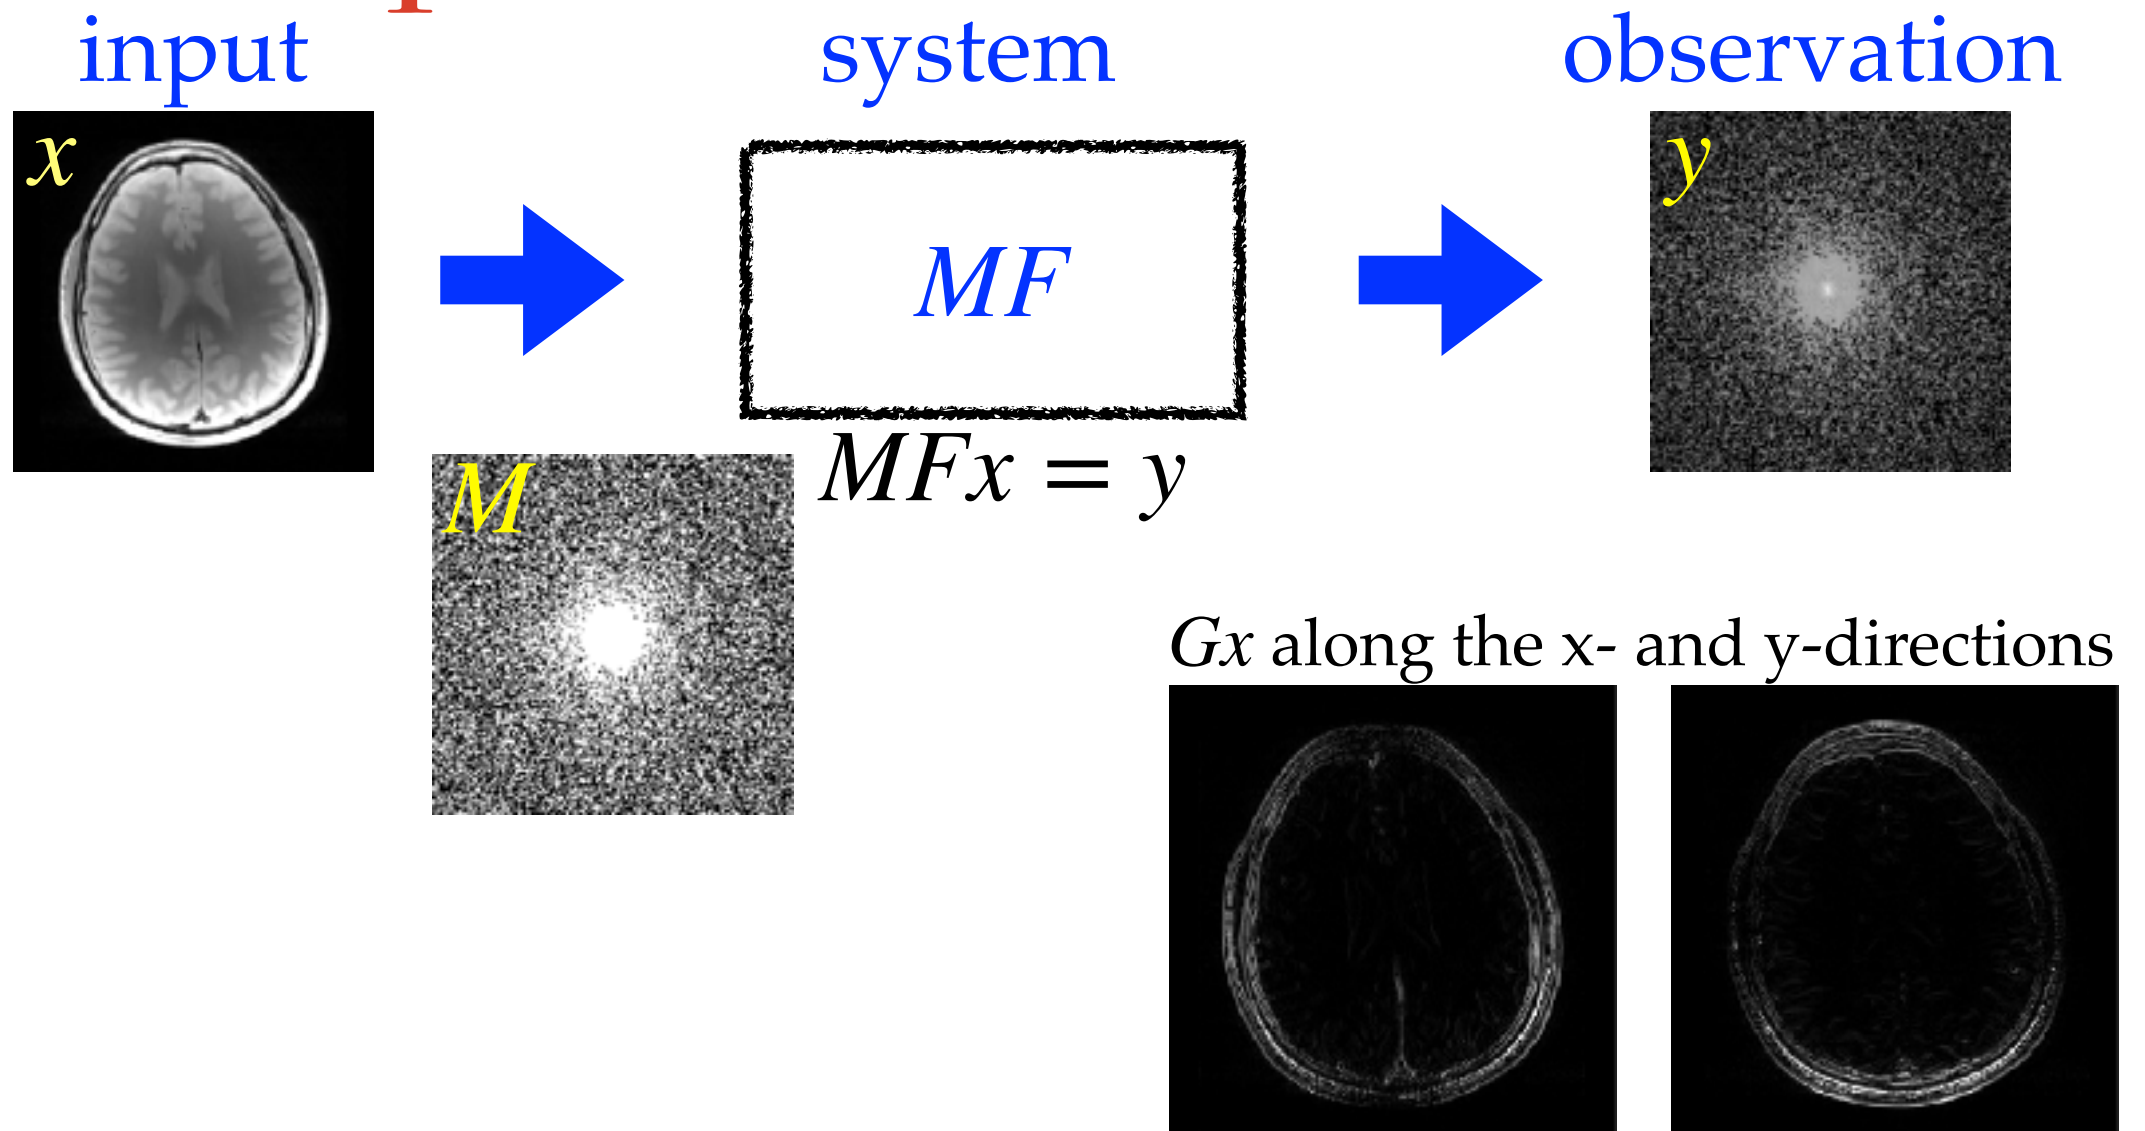 input
system
observation
x
MF
y
MFx = y
M
Gx along the x- and y-directions